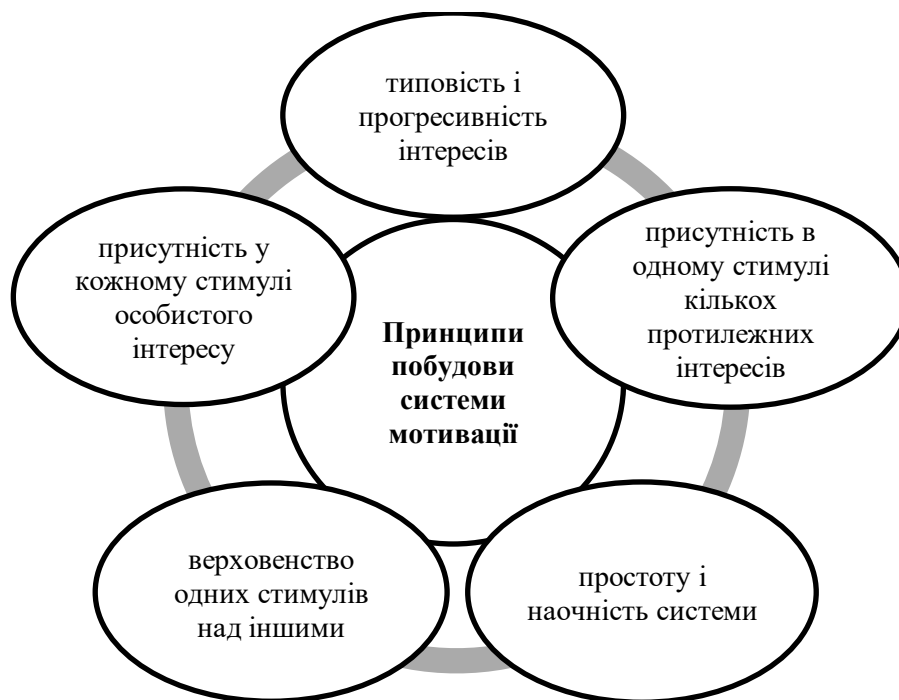 типовість і
прогресивність
інтересів
присутність у
кожному стимулі
особистого
інтересу
присутність в
одному стимулі
кількох
протилежних
інтересів
Принципи
побудови
системи
мотивації
верховенство
одних стимулів
над іншими
простоту і
наочність системи